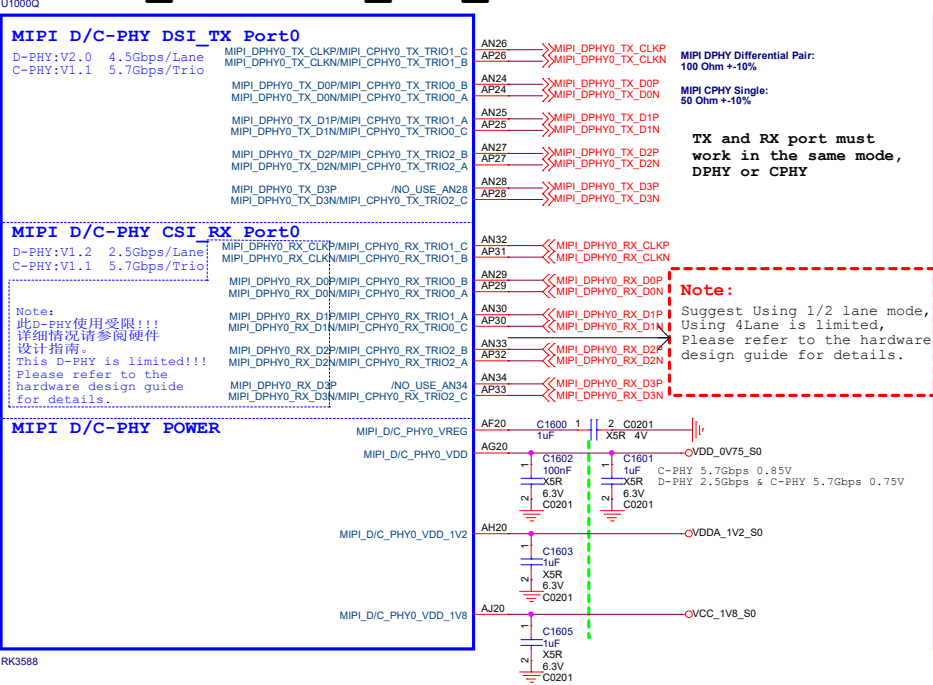 U1000Q
MIPI D/C-PHY DSI_TX Port0
D-PHY:V2.0 4.5Gbps/Lane
C-PHY:V1.1 5.7Gbps/Trio
MIPI_DPHY0_TX_CLKP/MIPI_CPHY0_TX_TRIO1_C AN26 MIPI_DPHY0_TX_CLKP
MIPI_DPHY0_TX_CLKN/MIPI_CPHY0_TX_TRIO1_B AP26 MIPI_DPHY0_TX_CLKN
MIPI_DPHY0_TX_D0P/MIPI_CPHY0_TX_TRIO0_B AN24 MIPI_DPHY0_TX_D0P
MIPI_DPHY0_TX_D0N/MIPI_CPHY0_TX_TRIO0_A AP24 MIPI_DPHY0_TX_D0N
MIPI_DPHY0_TX_D1P/MIPI_CPHY0_TX_TRIO1_A AN25 MIPI_DPHY0_TX_D1P
MIPI_DPHY0_TX_D1N/MIPI_CPHY0_TX_TRIO0_C AP25 MIPI_DPHY0_TX_D1N
MIPI_DPHY0_TX_D2P/MIPI_CPHY0_TX_TRIO2_B AN27 MIPI_DPHY0_TX_D2P
MIPI_DPHY0_TX_D2N/MIPI_CPHY0_TX_TRIO2_A AP27 MIPI_DPHY0_TX_D2N
MIPI_DPHY0_TX_D3P /NO_USE_AN28 AN28 MIPI_DPHY0_TX_D3P
MIPI_DPHY0_TX_D3N/MIPI_CPHY0_TX_TRIO2_C AP28 MIPI_DPHY0_TX_D3N
MIPI DPHY Differential Pair:
100 Ohm +-10%
MIPI CPHY Single:
50 Ohm +-10%
TX and RX port must
work in the same mode,
DPHY or CPHY
MIPI D/C-PHY CSI_RX Port0
D-PHY:V1.2 2.5Gbps/Lane
C-PHY:V1.1 5.7Gbps/Trio
MIPI_DPHY0_RX_CLKP/MIPI_CPHY0_RX_TRIO1_C AN32 MIPI_DPHY0_RX_CLKP
MIPI_DPHY0_RX_CLKN/MIPI_CPHY0_RX_TRIO1_B AP31 MIPI_DPHY0_RX_CLKN
MIPI_DPHY0_RX_D0P/MIPI_CPHY0_RX_TRIO0_B AN29 MIPI_DPHY0_RX_D0P
MIPI_DPHY0_RX_D0N/MIPI_CPHY0_RX_TRIO0_A AP29 MIPI_DPHY0_RX_D0N
MIPI_DPHY0_RX_D1P/MIPI_CPHY0_RX_TRIO1_A AN30 MIPI_DPHY0_RX_D1P
MIPI_DPHY0_RX_D1N/MIPI_CPHY0_RX_TRIO0_C AP30 MIPI_DPHY0_RX_D1N
MIPI_DPHY0_RX_D2P/MIPI_CPHY0_RX_TRIO2_B AN33 MIPI_DPHY0_RX_D2P
MIPI_DPHY0_RX_D2N/MIPI_CPHY0_RX_TRIO2_A AP32 MIPI_DPHY0_RX_D2N
MIPI_DPHY0_RX_D3P /NO_USE_AN34 AN34 MIPI_DPHY0_RX_D3P
MIPI_DPHY0_RX_D3N/MIPI_CPHY0_RX_TRIO2_C AP33 MIPI_DPHY0_RX_D3N
Note:
此D-PHY使用受限!!!
详细情况请参阅硬件
设计指南。
This D-PHY is limited!!!
Please refer to the
hardware design guide
for details.
Note:
Suggest Using 1/2 lane mode,
Using 4Lane is limited,
Please refer to the hardware
design guide for details.
MIPI D/C-PHY POWER
MIPI_D/C_PHY0_VREG AF20 C1600 1 2 C0201
1uF X5R 4V
MIPI_D/C_PHY0_VDD AG20 VDD_0V75_S0
1 C1602 1 C1601
100nF 1uF
X5R X5R
2 6.3V 2 6.3V
C0201 C0201
C-PHY 5.7Gbps 0.85V
D-PHY 2.5Gbps & C-PHY 5.7Gbps 0.75V
MIPI_D/C_PHY0_VDD_1V2 AH20 VDDA_1V2_S0
1 C1603
1uF
X5R
2 6.3V
C0201
MIPI_D/C_PHY0_VDD_1V8 AJ20 VCC_1V8_S0
1 C1605
1uF
X5R
2 6.3V
C0201
RK3588